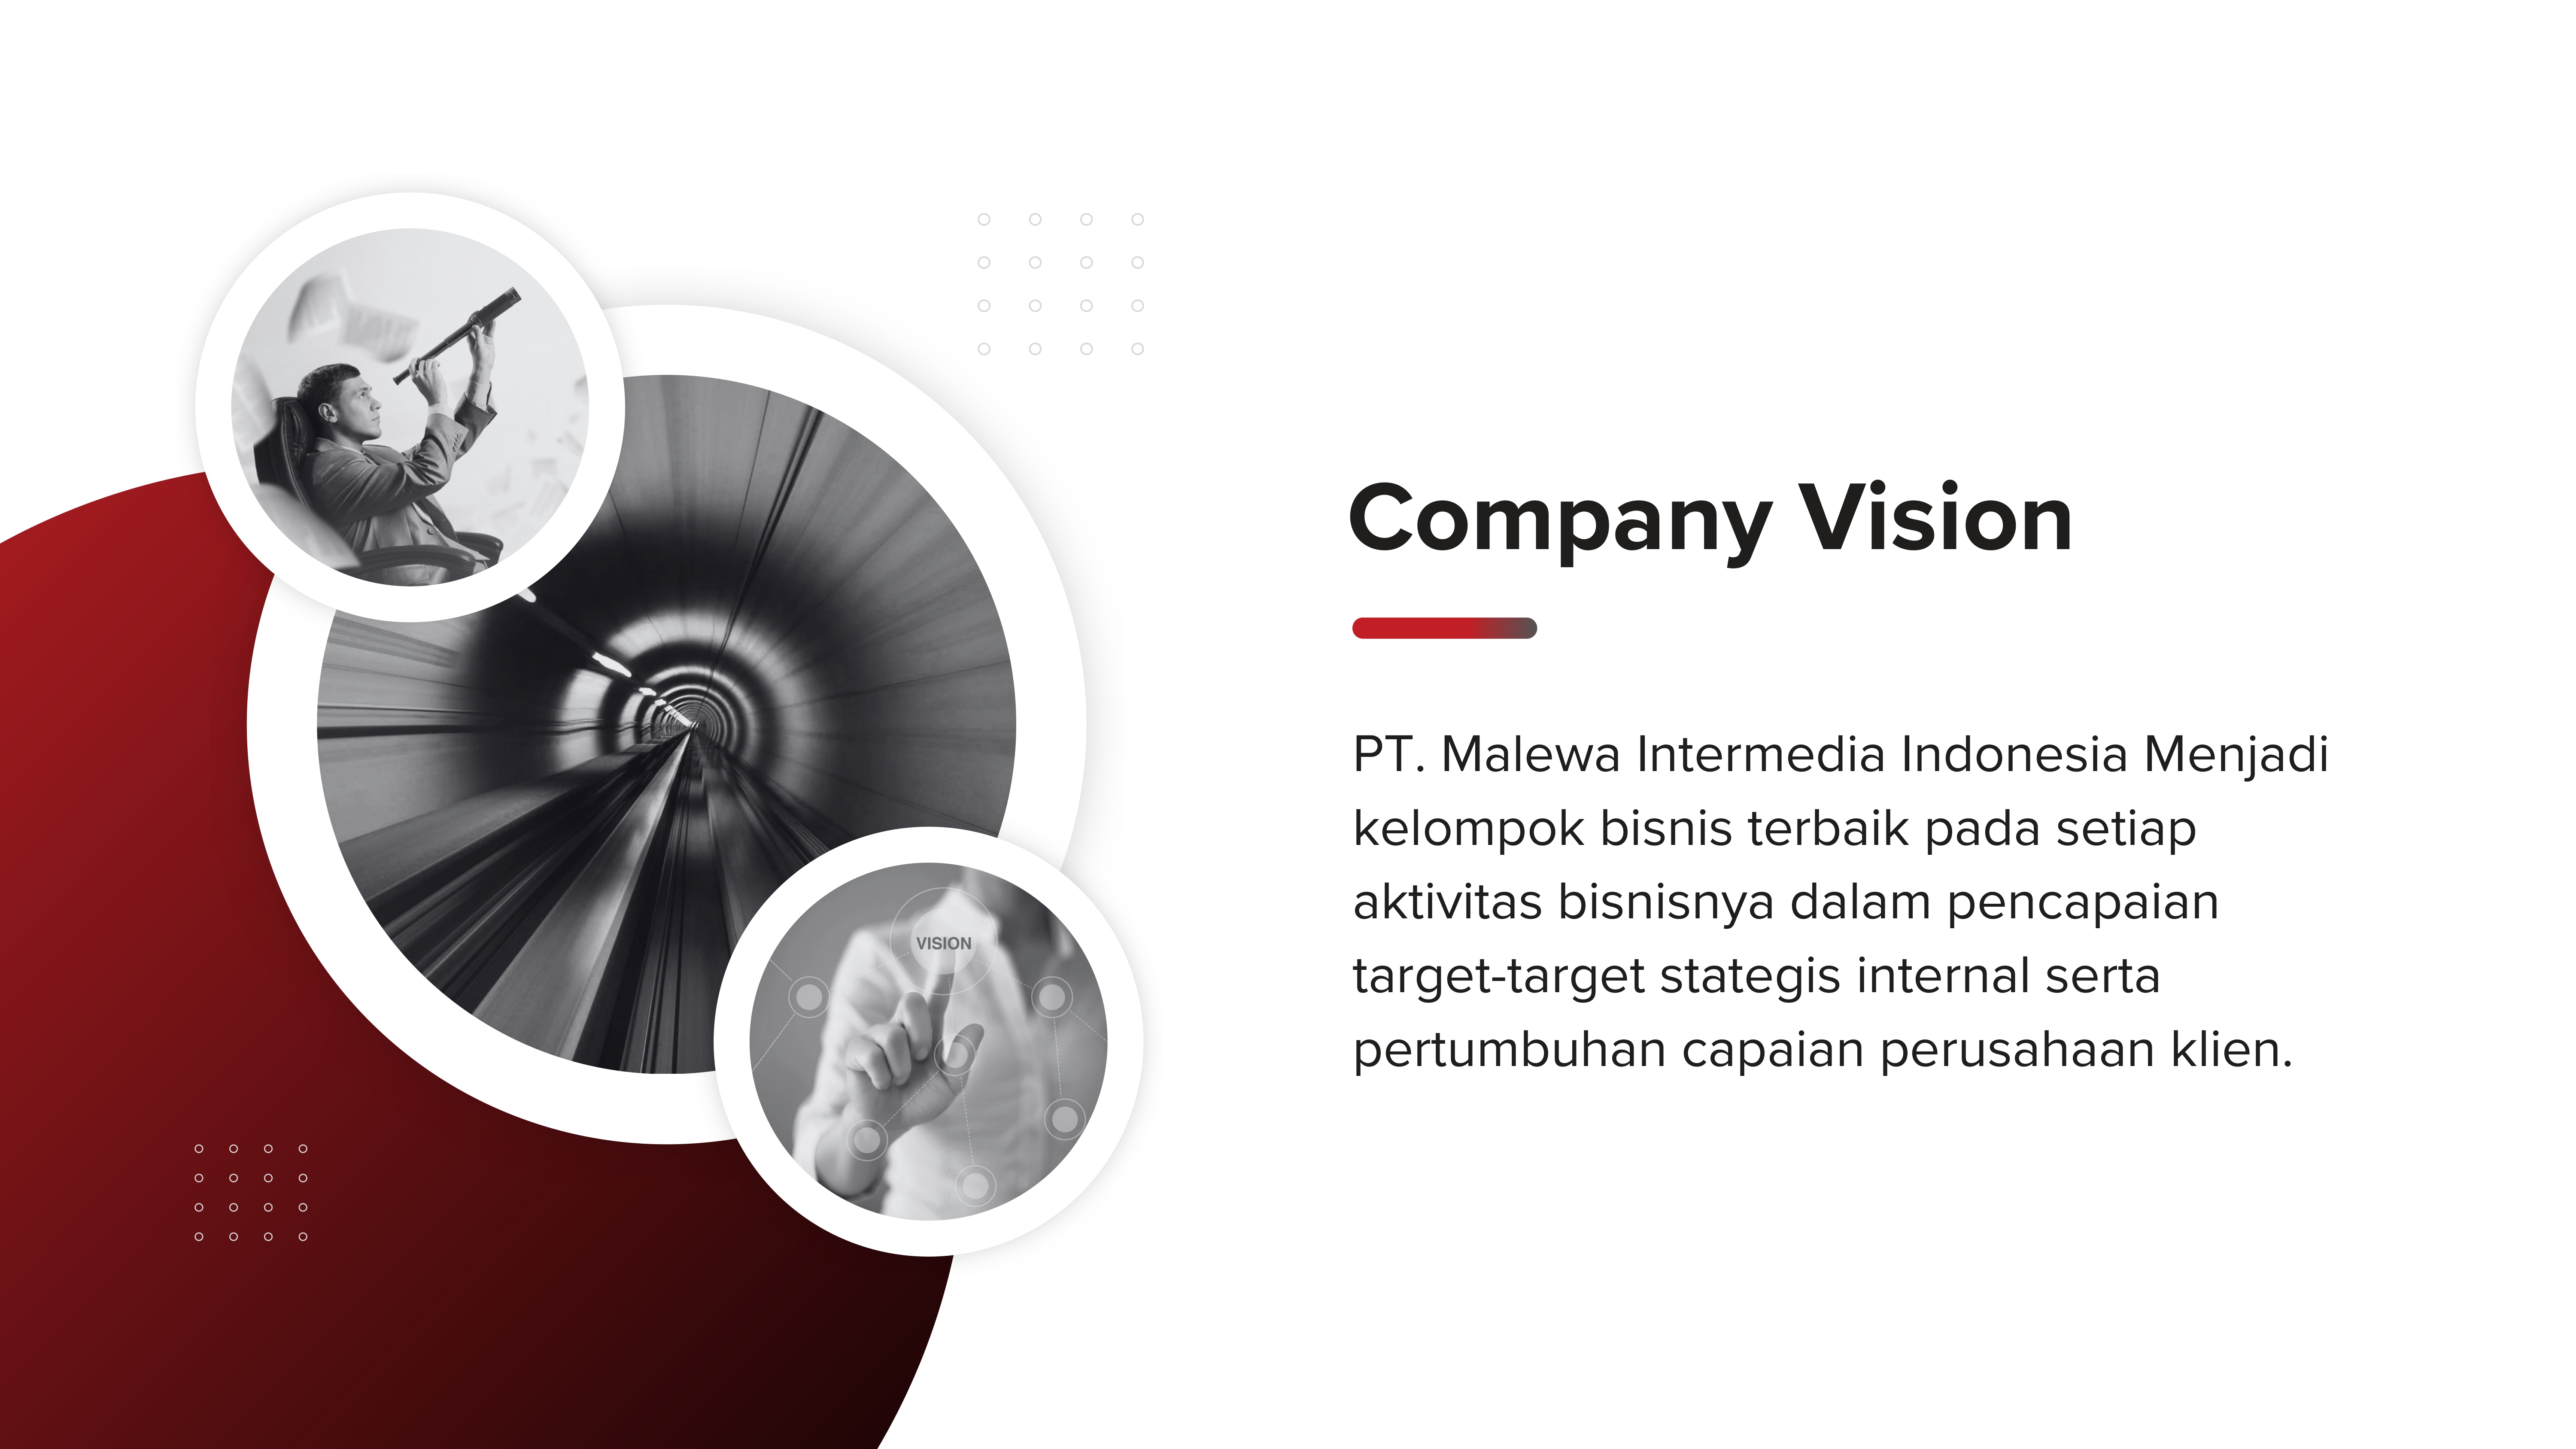 Company Vision
PT. Malewa Intermedia Indonesia Menjadi
kelompok bisnis terbaik pada setiap
aktivitas bisnisnya dalam pencapaian
target-target stategis internal serta
pertumbuhan capaian perusahaan klien.
VISION